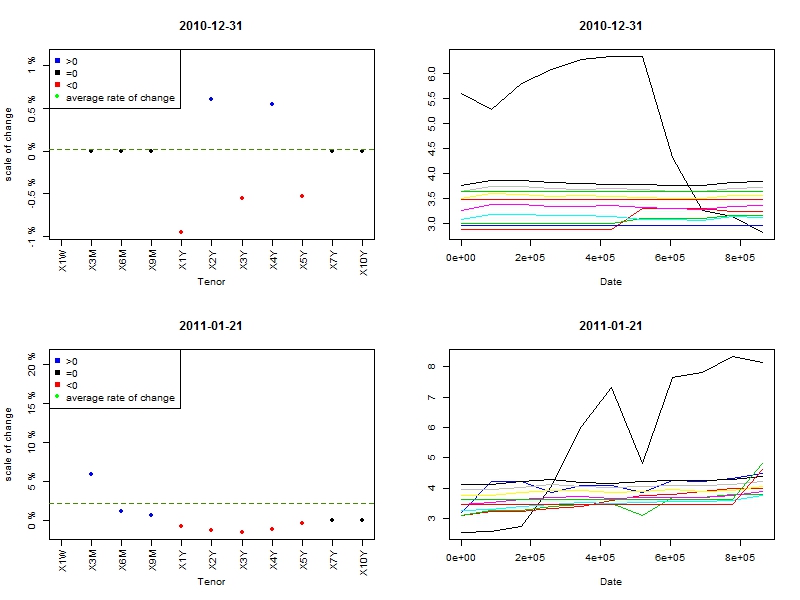 2010-12-31
>0
=0
<0
average rate of change
1 %
0.5 %
0 %
-0.5 %
-1 %
scale of change
X1W
X3M
X6M
X9M
X1Y
X2Y
X3Y
X4Y
X5Y
X7Y
X10Y
Tenor
2010-12-31
6.0
5.5
5.0
4.5
4.0
3.5
3.0
0e+00
2e+05
4e+05
6e+05
8e+05
Date
2011-01-21
>0
=0
<0
average rate of change
20 %
15 %
10 %
5 %
0 %
scale of change
X1W
X3M
X6M
X9M
X1Y
X2Y
X3Y
X4Y
X5Y
X7Y
X10Y
Tenor
2011-01-21
8
7
6
5
4
3
0e+00
2e+05
4e+05
6e+05
8e+05
Date